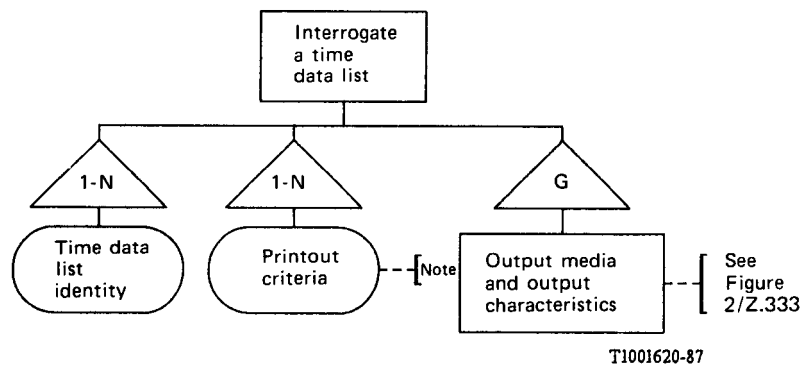 Interrogate
a time
data list
1-N
1-N
G
Time data
list
identity
Printout
criteria
Note
Output media
and output
characteristics
See
Figure
2/Z.333
T1001620-87